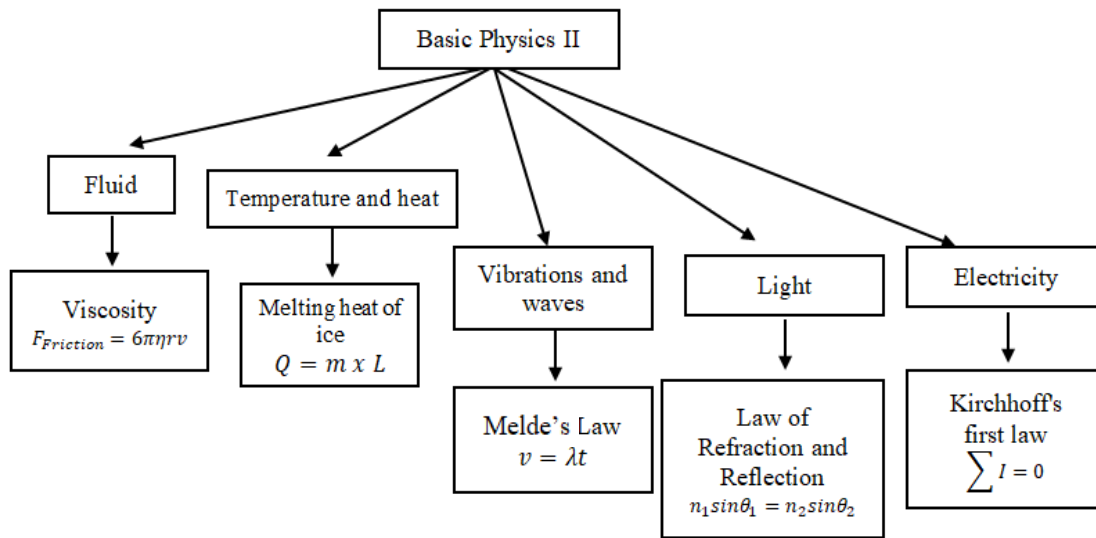 Basic Physics II
Fluid
Temperature and heat
Vibrations and
waves
Light
Electricity
Viscosity
𝐹𝐹𝑟𝑖𝑐𝑡𝑖𝑜𝑛 = 6𝜋𝜂𝑟𝑣
Melting heat of
ice
𝑄 = 𝑚 𝑥 𝐿
Melde’s Law
𝑣 = 𝜆𝑡
Law of
Refraction and
Reflection
𝑛₁𝑠𝑖𝑛𝜃₁ = 𝑛₂𝑠𝑖𝑛𝜃₂
Kirchhoff's
first law
∑ 𝐼 = 0